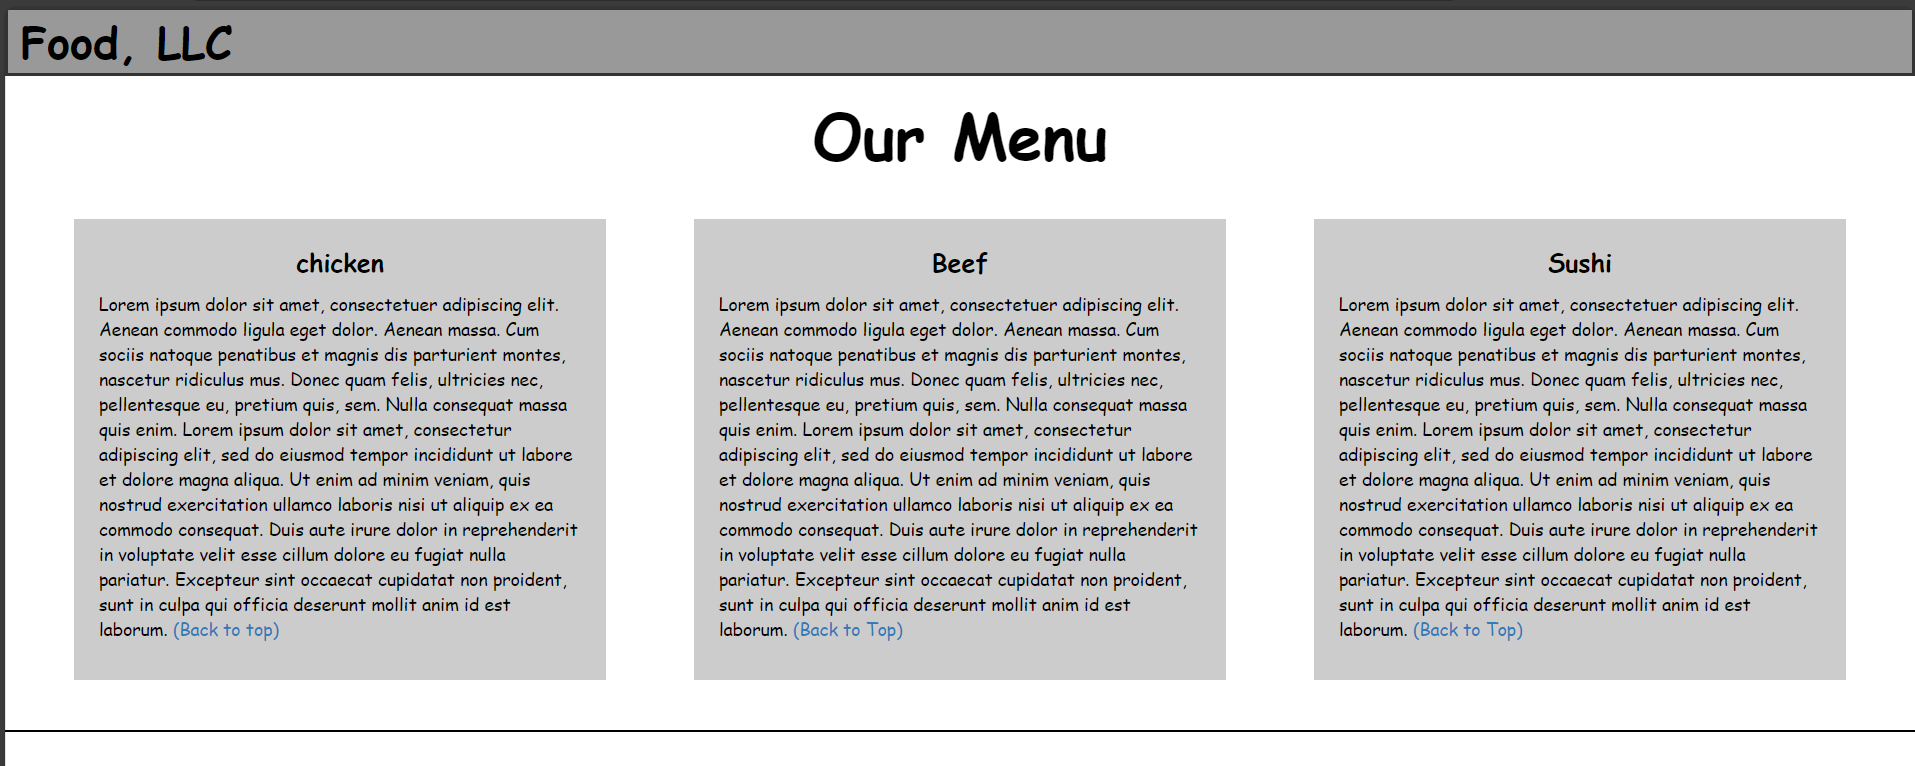 Food, LLC
Our Menu
chicken
Lorem ipsum dolor sit amet, consectetuer adipiscing elit.
Aenean commodo ligula eget dolor. Aenean massa. Cum
sociis natoque penatibus et magnis dis parturient montes,
nascetur ridiculus mus. Donec quam felis, ultricies nec,
pellentesque eu, pretium quis, sem. Nulla consequat massa
quis enim. Lorem ipsum dolor sit amet, consectetur
adipiscing elit, sed do eiusmod tempor incididunt ut labore
et dolore magna aliqua. Ut enim ad minim veniam, quis
nostrud exercitation ullamco laboris nisi ut aliquip ex ea
commodo consequat. Duis aute irure dolor in reprehenderit
in voluptate velit esse cillum dolore eu fugiat nulla
pariatur. Excepteur sint occaecat cupidatat non proident,
sunt in culpa qui officia deserunt mollit anim id est
laborum. (Back to top)
Beef
Lorem ipsum dolor sit amet, consectetuer adipiscing elit.
Aenean commodo ligula eget dolor. Aenean massa. Cum
sociis natoque penatibus et magnis dis parturient montes,
nascetur ridiculus mus. Donec quam felis, ultricies nec,
pellentesque eu, pretium quis, sem. Nulla consequat massa
quis enim. Lorem ipsum dolor sit amet, consectetur
adipiscing elit, sed do eiusmod tempor incididunt ut labore
et dolore magna aliqua. Ut enim ad minim veniam, quis
nostrud exercitation ullamco laboris nisi ut aliquip ex ea
commodo consequat. Duis aute irure dolor in reprehenderit
in voluptate velit esse cillum dolore eu fugiat nulla
pariatur. Excepteur sint occaecat cupidatat non proident,
sunt in culpa qui officia deserunt mollit anim id est
laborum. (Back to Top)
Sushi
Lorem ipsum dolor sit amet, consectetuer adipiscing elit.
Aenean commodo ligula eget dolor. Aenean massa. Cum
sociis natoque penatibus et magnis dis parturient montes,
nascetur ridiculus mus. Donec quam felis, ultricies nec,
pellentesque eu, pretium quis, sem. Nulla consequat massa
quis enim. Lorem ipsum dolor sit amet, consectetur
adipiscing elit, sed do eiusmod tempor incididunt ut labore
et dolore magna aliqua. Ut enim ad minim veniam, quis
nostrud exercitation ullamco laboris nisi ut aliquip ex ea
commodo consequat. Duis aute irure dolor in reprehenderit
in voluptate velit esse cillum dolore eu fugiat nulla
pariatur. Excepteur sint occaecat cupidatat non proident,
sunt in culpa qui officia deserunt mollit anim id est
laborum. (Back to Top)